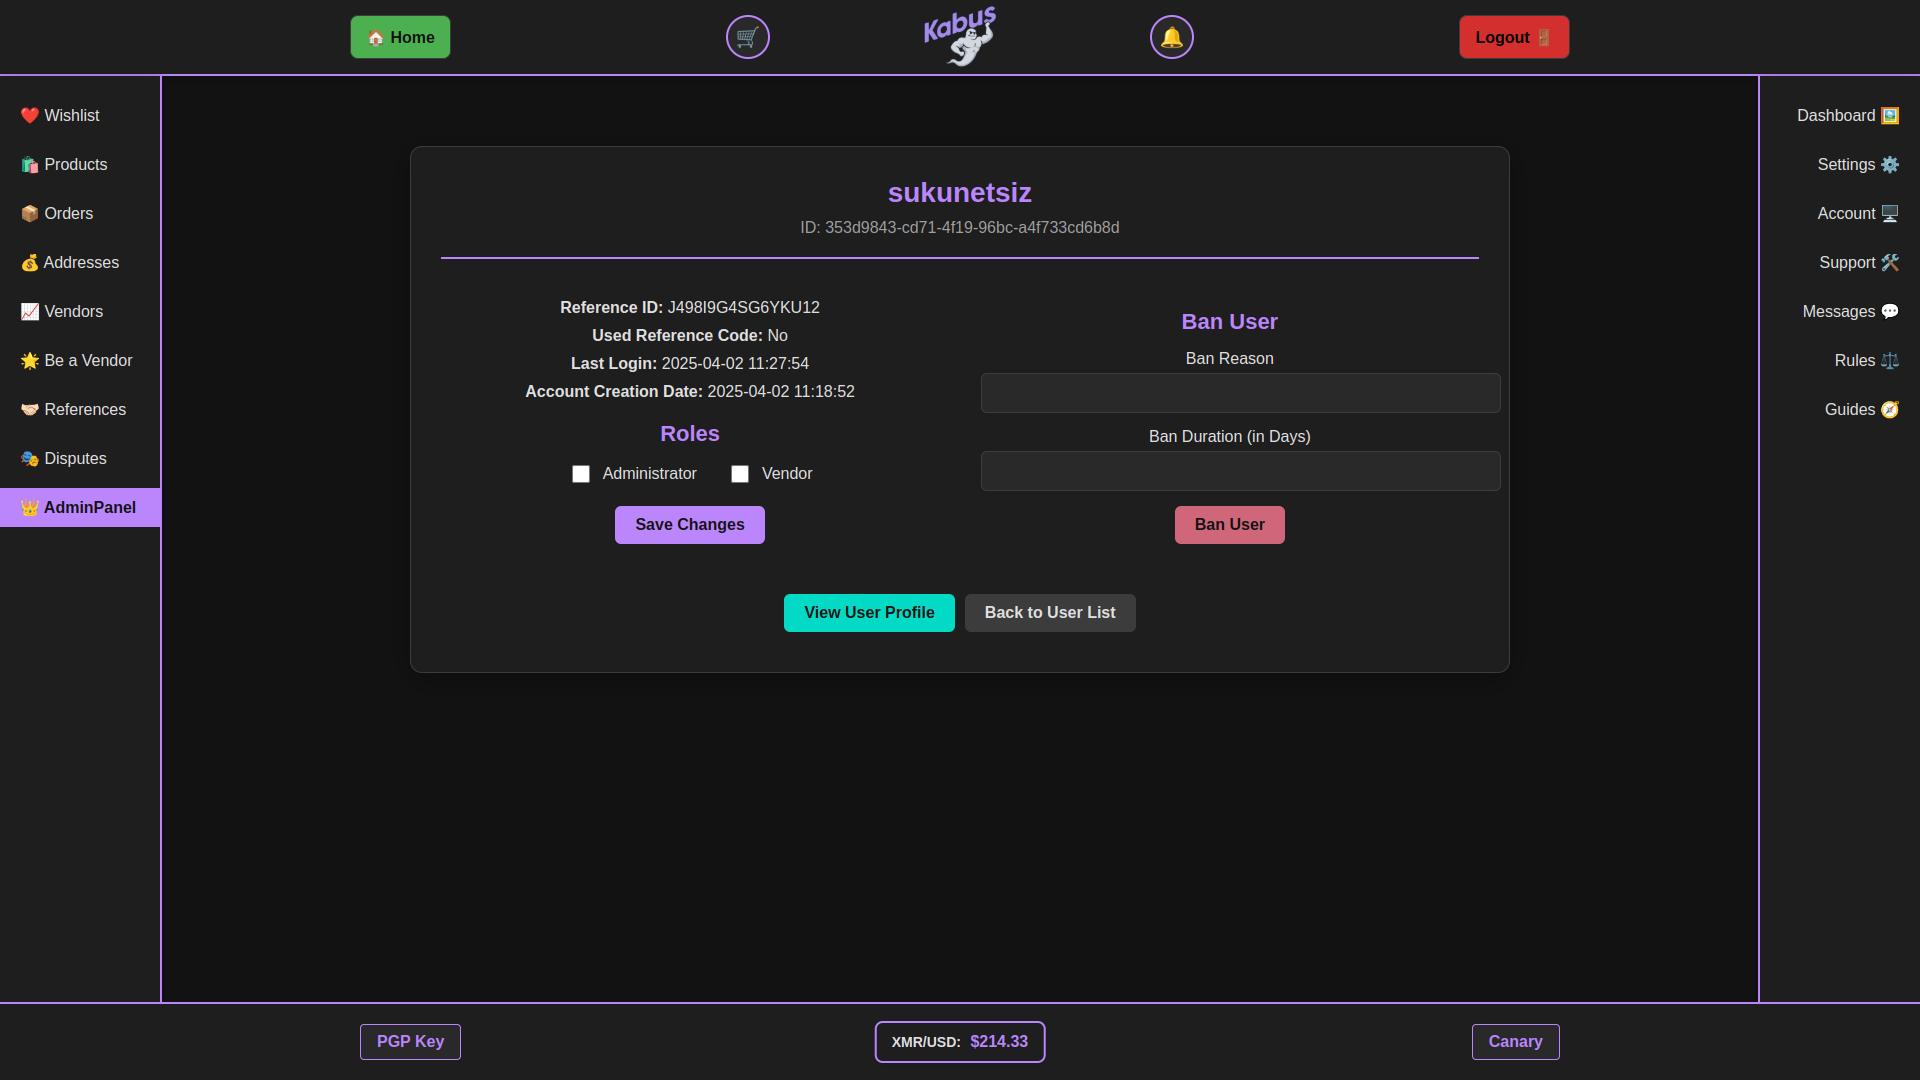 🏠 Home
Kabus
Logout 🚪
❤️ Wishlist
🛍️ Products
📦 Orders
💰 Addresses
📈 Vendors
🌟 Be a Vendor
🤝🏻 References
🎭 Disputes
👑 AdminPanel
sukunetsiz
ID: 353d9843-cd71-4f19-96bc-a4f733cd6b8d
Reference ID: J498I9G4SG6YKU12
Used Reference Code: No
Last Login: 2025-04-02 11:27:54
Account Creation Date: 2025-04-02 11:18:52
Roles
Administrator
Vendor
Save Changes
Ban User
Ban Reason
Ban Duration (in Days)
Ban User
View User Profile
Back to User List
Dashboard 🖼️
Settings ⚙️
Account 🖥️
Support 🛠️
Messages 💬
Rules ⚖️
Guides 🧭
PGP Key
XMR/USD: $214.33
Canary